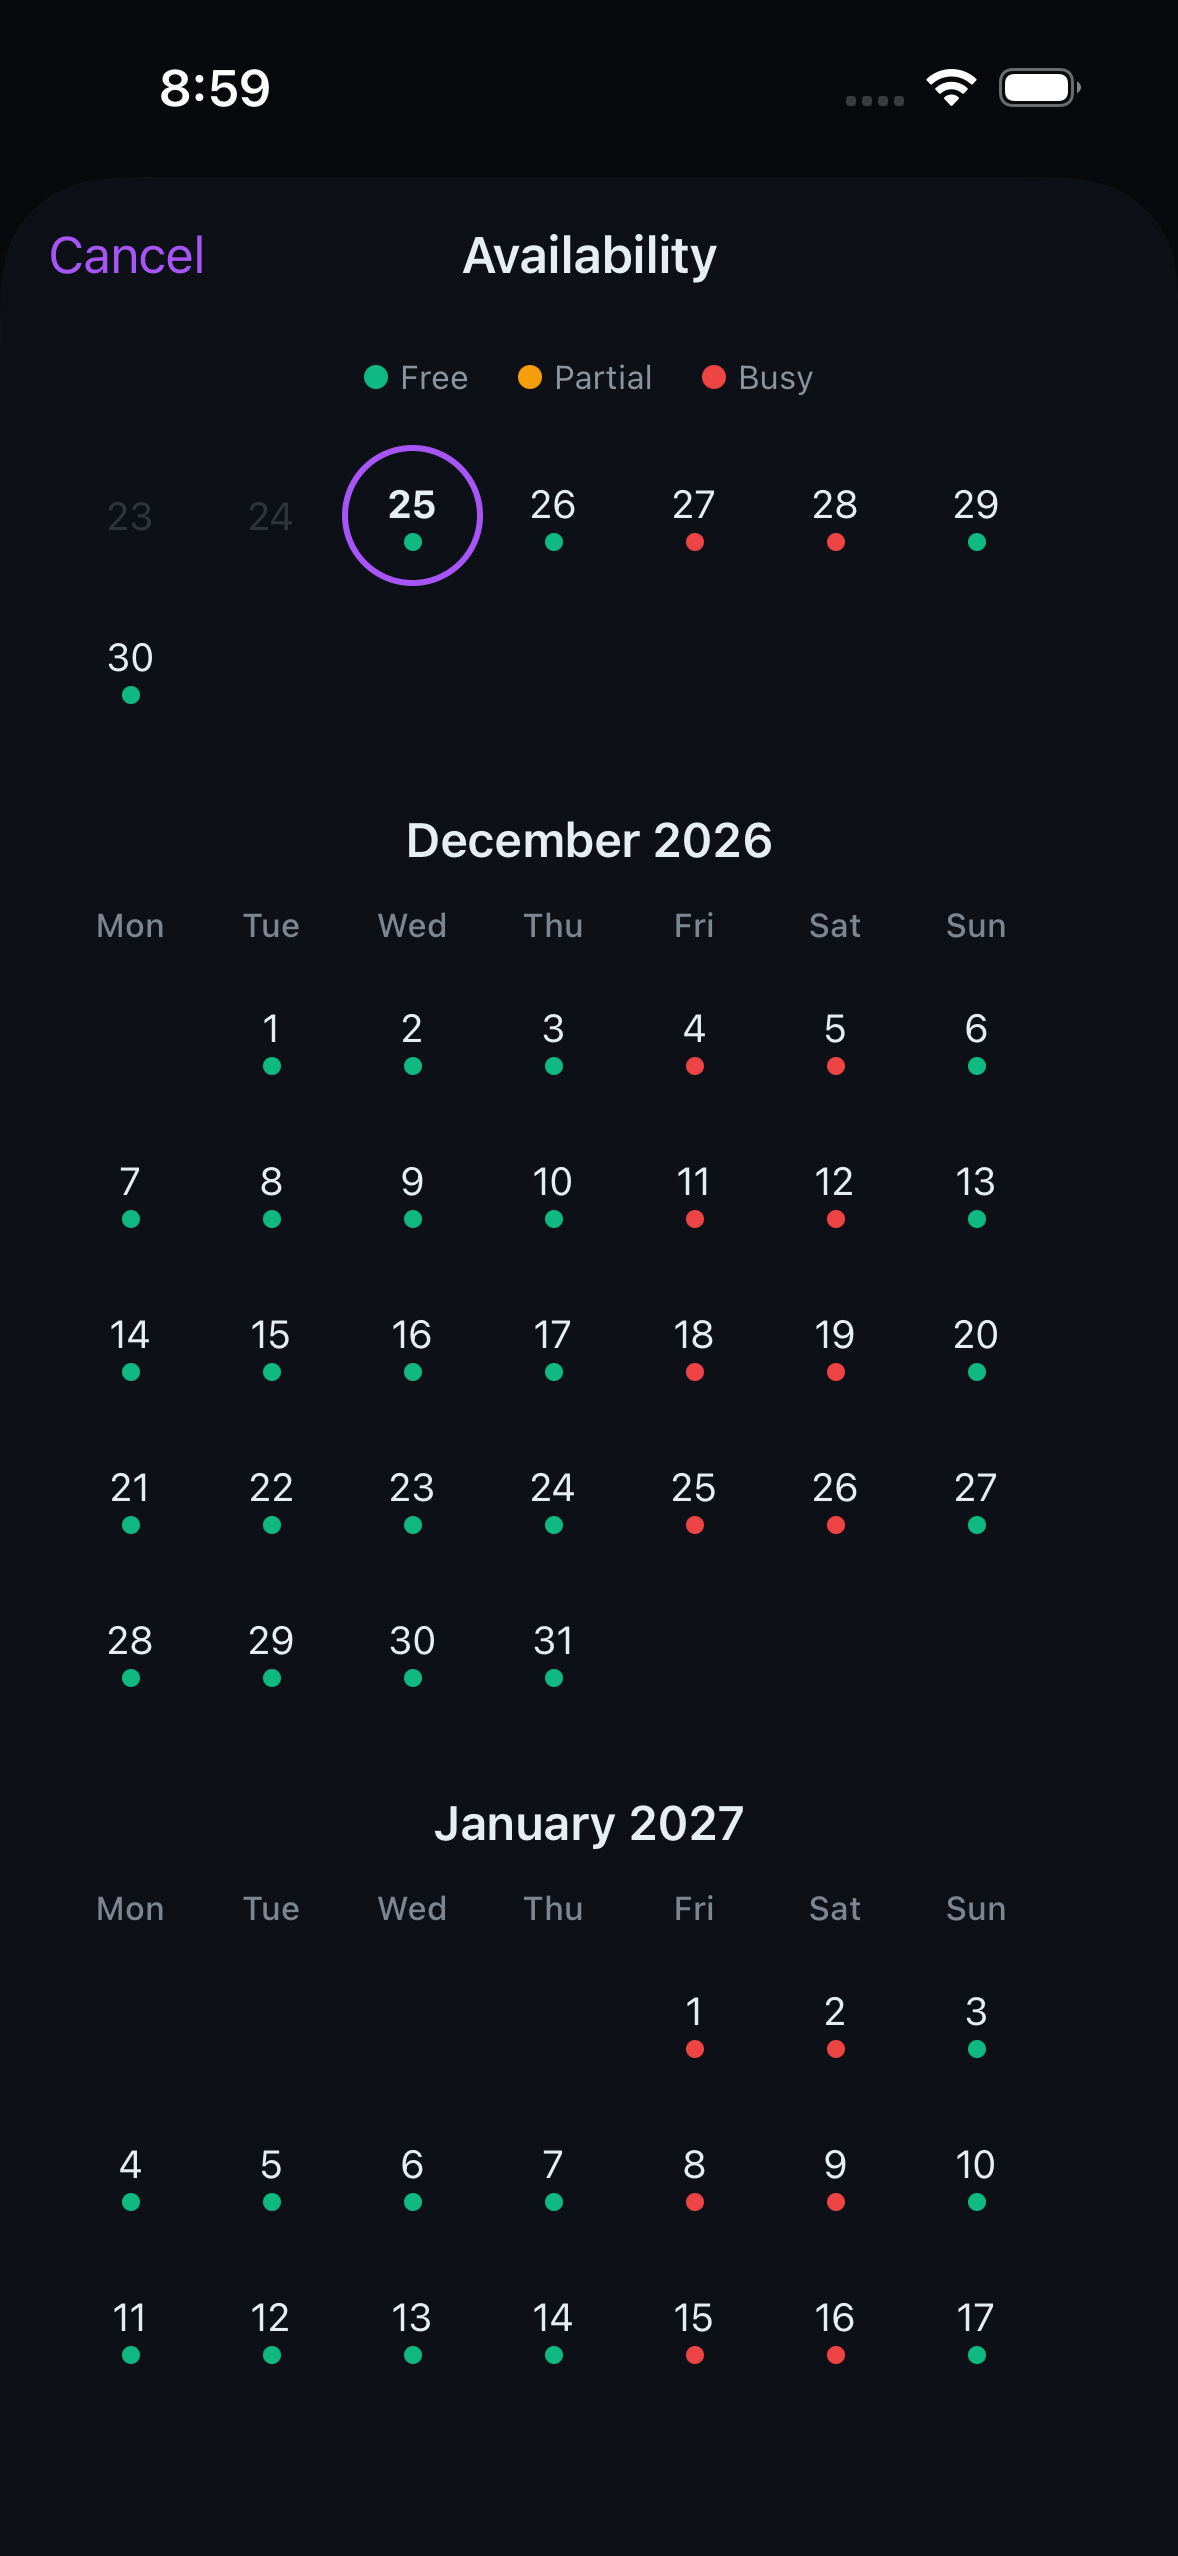 8:59
Cancel Availability
Free Partial Busy
23 24 25 26 27 28 29
30
December 2026
Mon Tue Wed Thu Fri Sat Sun
1 2 3 4 5 6
7 8 9 10 11 12 13
14 15 16 17 18 19 20
21 22 23 24 25 26 27
28 29 30 31
January 2027
Mon Tue Wed Thu Fri Sat Sun
1 2 3
4 5 6 7 8 9 10
11 12 13 14 15 16 17